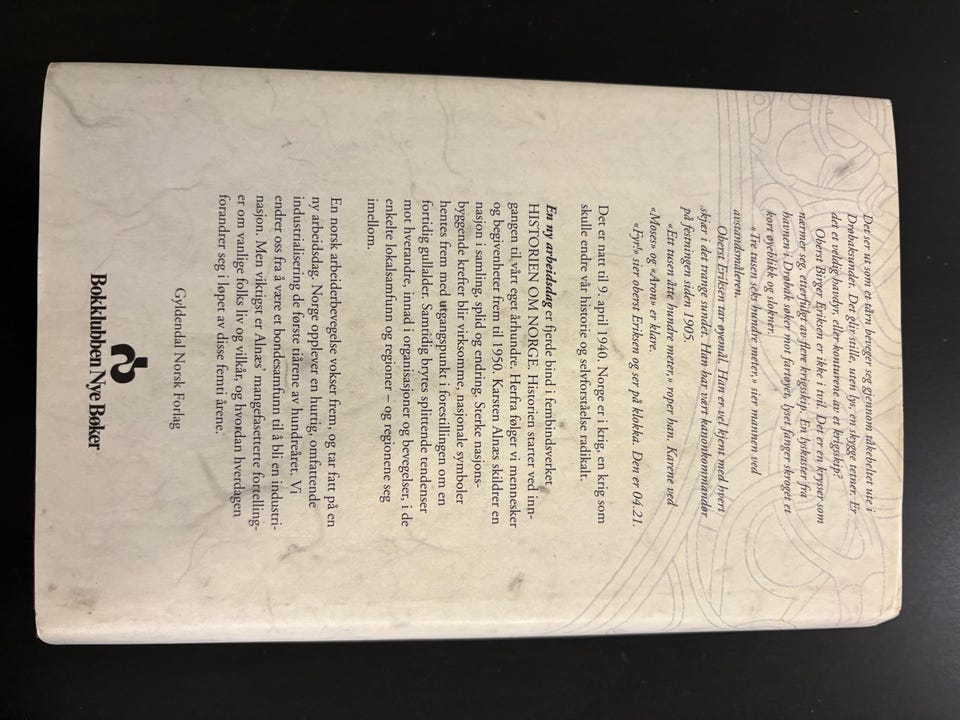 Det ser ut som et tårn beveger seg gjennom tåkebeltet ute i
Drøbaksundet. Det glir stille, uten lys, en skygge tetner. Er
det et veldig havdyr, eller konturene av et krigsskip?
Oberst Birger Eriksen er ikke i tvil. Det er en krysser som
nærmer seg, etterfulgt av flere krigsskip. En lyskaster fra
havnen i Drøbak søker mot fartøyet, lyset fanger skroget et
kort øyeblikk og slokner.
«Tre tusen seks hundre meter,» sier mannen ved
avstandsmåleren.
Oberst Eriksen tar øyemål. Han er vel kjent med hvert
skjær i det trange sundet. Han har vært kanonkommandør
på festningen siden 1905.
«Ett tusen åtte hundre meter,» roper han. Karene ved
«Moses» og «Aron» er klare.
«Fyr!» sier oberst Eriksen og ser på klokka. Den er 04.21.
Det er natt til 9. april 1940. Norge er i krig, en krig som
skulle endre vår historie og selvforståelse radikalt.
En ny arbeidsdag er fjerde bind i fembindsverket
HISTORIEN OM NORGE. Historien starter ved inn-
gangen til vårt eget århundre. Herfra følger vi mennesker
og begivenheter frem til 1950. Karsten Alnæs skildrer en
nasjon i samling, splid og endring. Sterke nasjons-
byggende krefter blir virksomme, nasjonale symboler
hentes frem med utgangspunkt i forestillingen om en
fortidig gullalder. Samtidig brytes splittende tendenser
mot hverandre, innad i organisasjoner og bevegelser, i de
enkelte lokalsamfunn og regioner – og regionene seg
imellom.
En norsk arbeiderbevegelse vokser frem, og tar fatt på en
ny arbeidsdag. Norge opplever en hurtig, omfattende
industrialisering de første tiårene av hundreåret. Vi
endrer oss fra å være et bondesamfunn til å bli en industri-
nasjon. Men viktigst er Alnæs' mangefasetterte fortelling-
er om vanlige folks liv og vilkår, og hvordan hverdagen
forandrer seg i løpet av disse femti årene.
Gyldendal Norsk Forlag
Bokklubben Nye Bøker